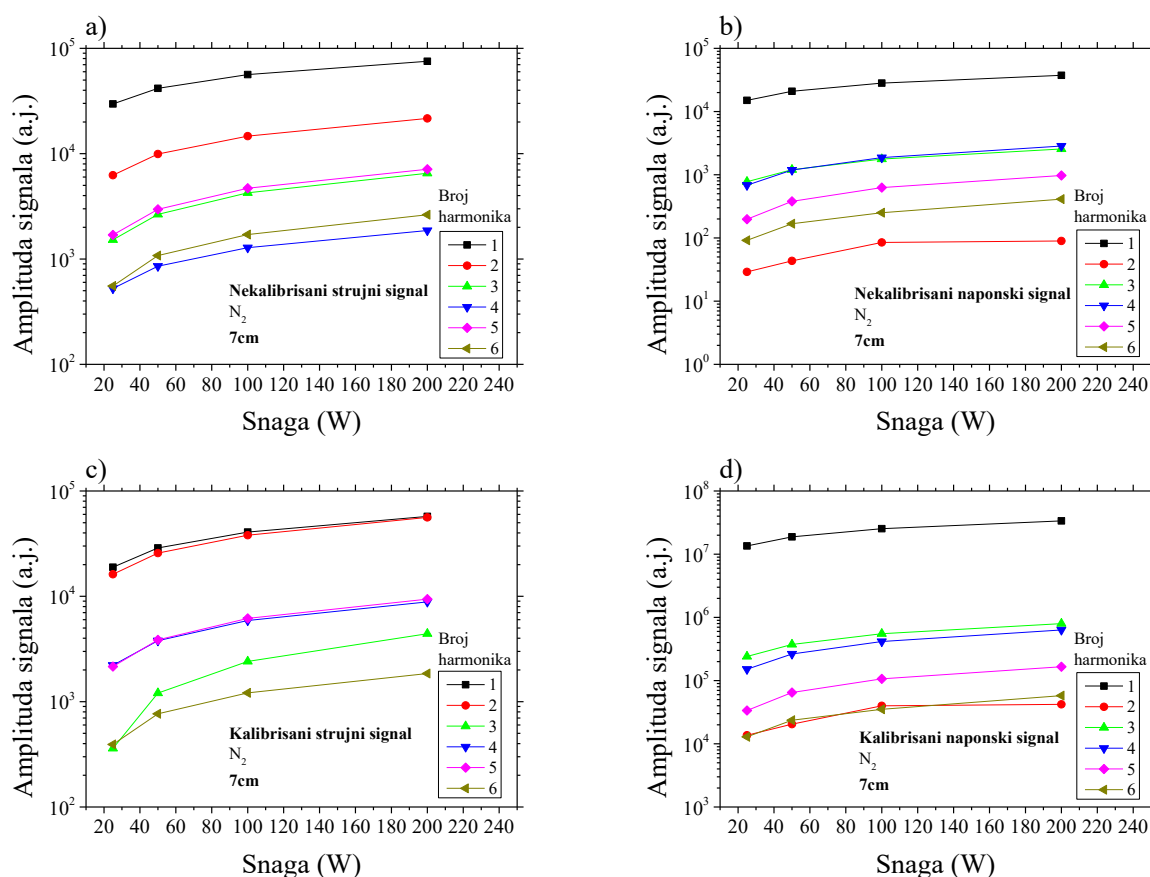 a)
Amplituda signala (a.j.)
10^5
10^4
10^3
10^2
Broj
harmonika
1
2
3
4
5
6
Nekalibrisani strujni signal
N_2
7cm
20 40 60 80 100 120 140 160 180 200 220 240
Snaga (W)
b)
Amplituda signala (a.j.)
10^5
10^4
10^3
10^2
10^1
10^0
Broj
harmonika
1
2
3
4
5
6
Nekalibrisani naponski signal
N_2
7cm
20 40 60 80 100 120 140 160 180 200 220 240
Snaga (W)
c)
Amplituda signala (a.j.)
10^5
10^4
10^3
10^2
Broj
harmonika
1
2
3
4
5
6
Kalibrisani strujni signal
N_2
7cm
20 40 60 80 100 120 140 160 180 200 220 240
Snaga (W)
d)
Amplituda signala (a.j.)
10^8
10^7
10^6
10^5
10^4
10^3
Broj
harmonika
1
2
3
4
5
6
Kalibrisani naponski signal
N_2
7cm
20 40 60 80 100 120 140 160 180 200 220 240
Snaga (W)